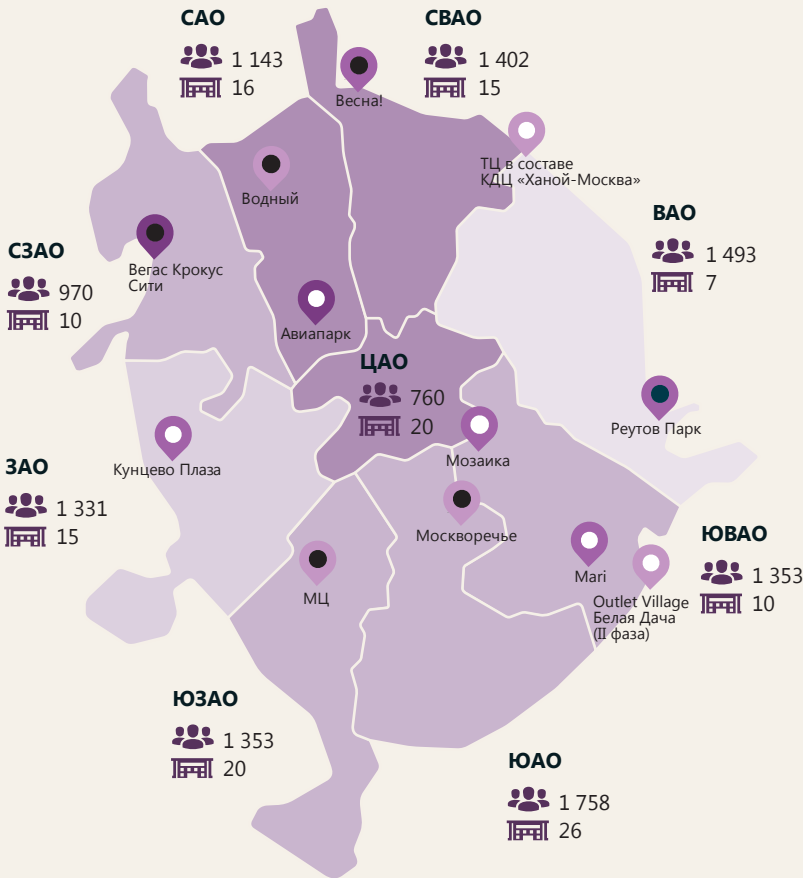 САО
1 143
16
СВАО
1 402
15
Весна!
ТЦ в составе
КДЦ «Ханой-Москва»
Водный
ВАО
1 493
7
СЗАО
970
10
Вегас Крокус
Сити
Авиапарк
ЦАО
760
20
Реутов Парк
Мозаика
Кунцево Плаза
ЗАО
1 331
15
Москворечье
МЦ
Mari
Outlet Village
Белая Дача
(II фаза)
ЮВАО
1 353
10
ЮЗАО
1 353
20
ЮАО
1 758
26